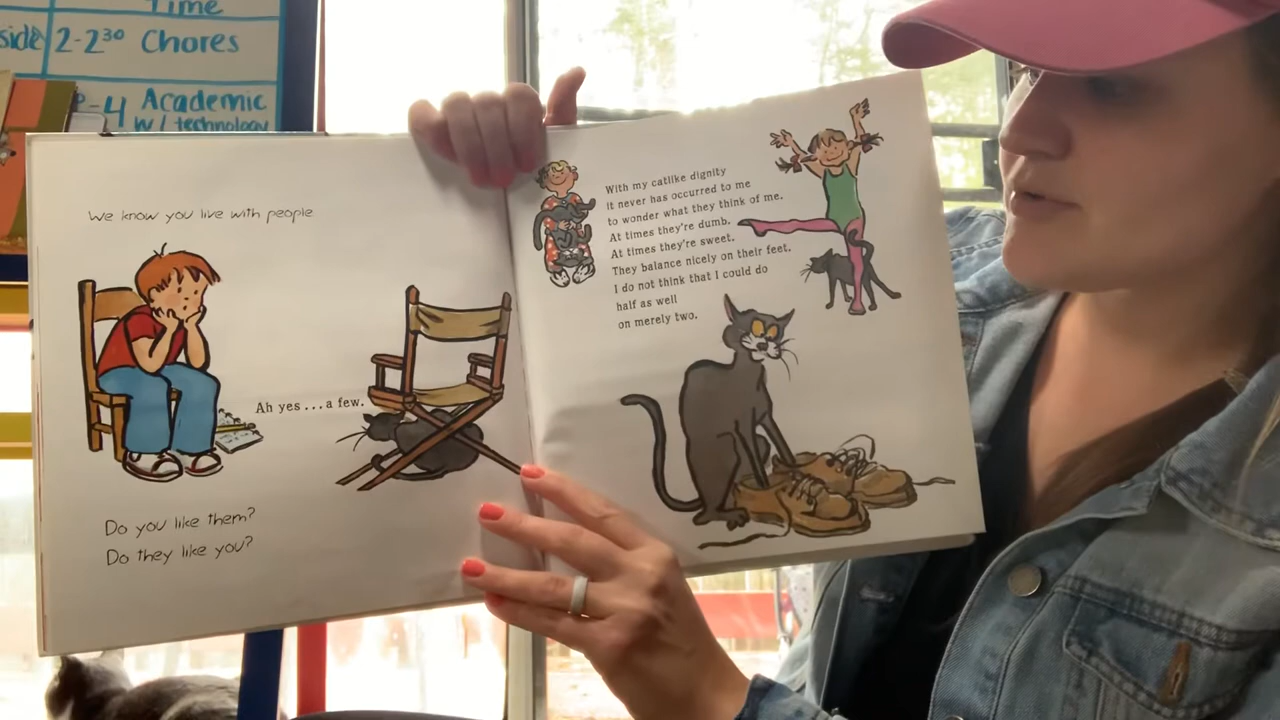 Time
side 2-2³⁰ Chores
-4 Academic
w/ technology
We know you live with people
Ah yes...a few.
Do you like them?
Do they like you?
With my catlike dignity
it never has occurred to me
to wonder what they think of me.
At times they're dumb.
At times they're sweet.
They balance nicely on their feet.
I do not think that I could do
half as well
on merely two.